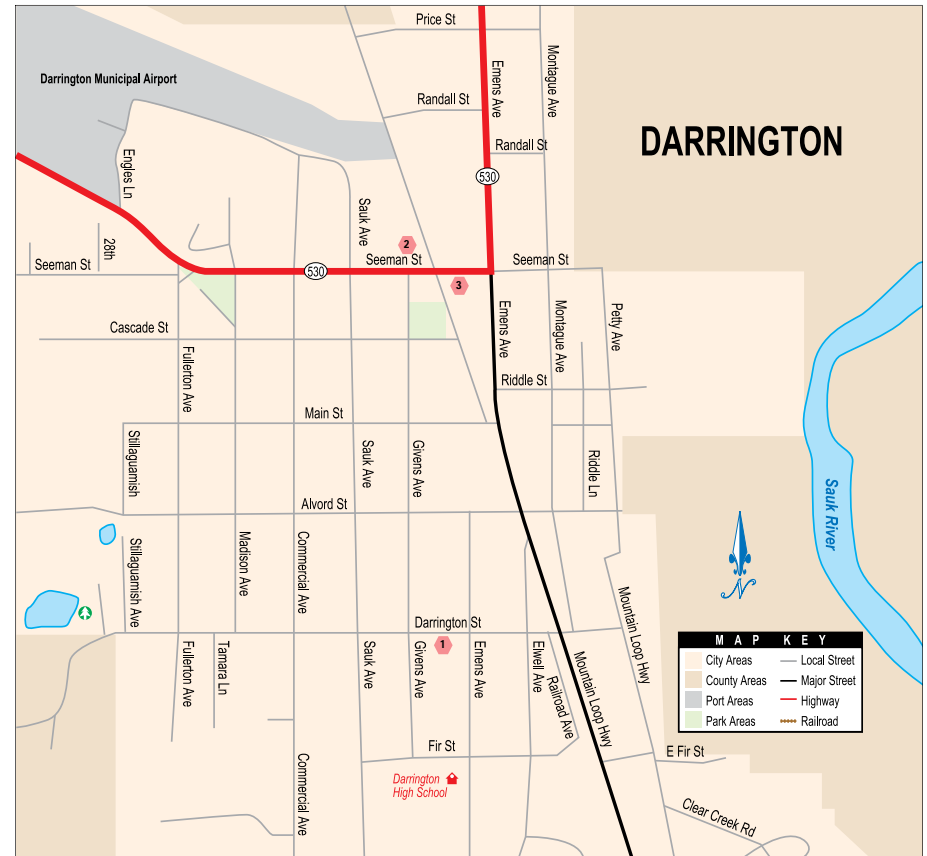 Price St
Emens Ave
Montague Ave
Darrington Municipal Airport
Randall St
DARRINGTON
Randall St
Engles Ln
530
Sauk Ave
28th
2
Seeman St
Seeman St
Seeman St
530
3
Emens Ave
Montague Ave
Petty Ave
Cascade St
Fullerton Ave
Riddle St
Main St
Stillaguamish
Sauk Ave
Givens Ave
Riddle Ln
Sauk River
Alvord St
Stillaguamish Ave
Madison Ave
Commercial Ave
N
Mountain Loop Hwy
Darrington St
1
Fullerton Ave
Tamara Ln
Sauk Ave
Givens Ave
Emens Ave
Elwell Ave
Railroad Ave
Mountain Loop Hwy
MAP KEY
City Areas
Local Street
County Areas
Major Street
Port Areas
Highway
Park Areas
Railroad
Fir St
E Fir St
Commercial Ave
Darrington
High School
Clear Creek Rd